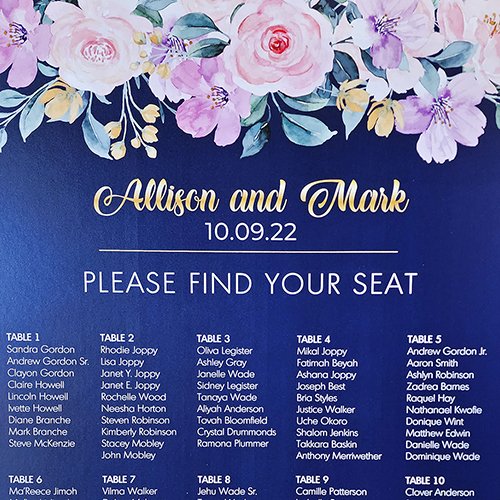 Allison and Mark
10.09.22
PLEASE FIND YOUR SEAT
TABLE 1
Sandra Gordon
Andrew Gordon Sr.
Clayon Gordon
Claire Howell
Lincoln Howell
Ivette Howell
Diane Branche
Mark Branche
Steve McKenzie
TABLE 2
Rhodie Joppy
Lisa Joppy
Janet Y. Joppy
Janet E. Joppy
Rochelle Wood
Neesha Horton
Steven Robinson
Kimberly Robinson
Stacey Mobley
John Mobley
TABLE 3
Oliva Legister
Ashley Gray
Janelle Wade
Sidney Legister
Tanaya Wade
Aliyah Anderson
Tovah Bloomfield
Crystal Drummonds
Ramona Plummer
TABLE 4
Mikal Joppy
Fatimah Beyah
Ashana Joppy
Joseph Best
Bria Styles
Justice Walker
Uche Okoro
Shalom Jenkins
Takkara Baskin
Anthony Merriwether
TABLE 5
Andrew Gordon Jr.
Aaron Smith
Ashlyn Robinson
Zadrea Barnes
Raquel Hay
Nathanael Kwofie
Donique Wint
Matthew Edwin
Danielle Wade
Dominique Wade
TABLE 6
Ma'Reece Jimoh
TABLE 7
Vilma Walker
TABLE 8
Jehu Wade Sr.
TABLE 9
Camille Patterson
TABLE 10
Clover Anderson